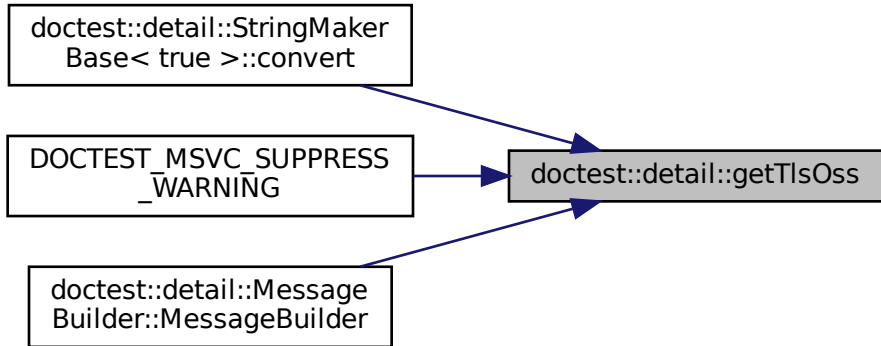 doctest::detail::StringMaker
Base< true >::convert
DOCTEST_MSVC_SUPPRESS
_WARNING
doctest::detail::getTlsOss
doctest::detail::Message
Builder::MessageBuilder